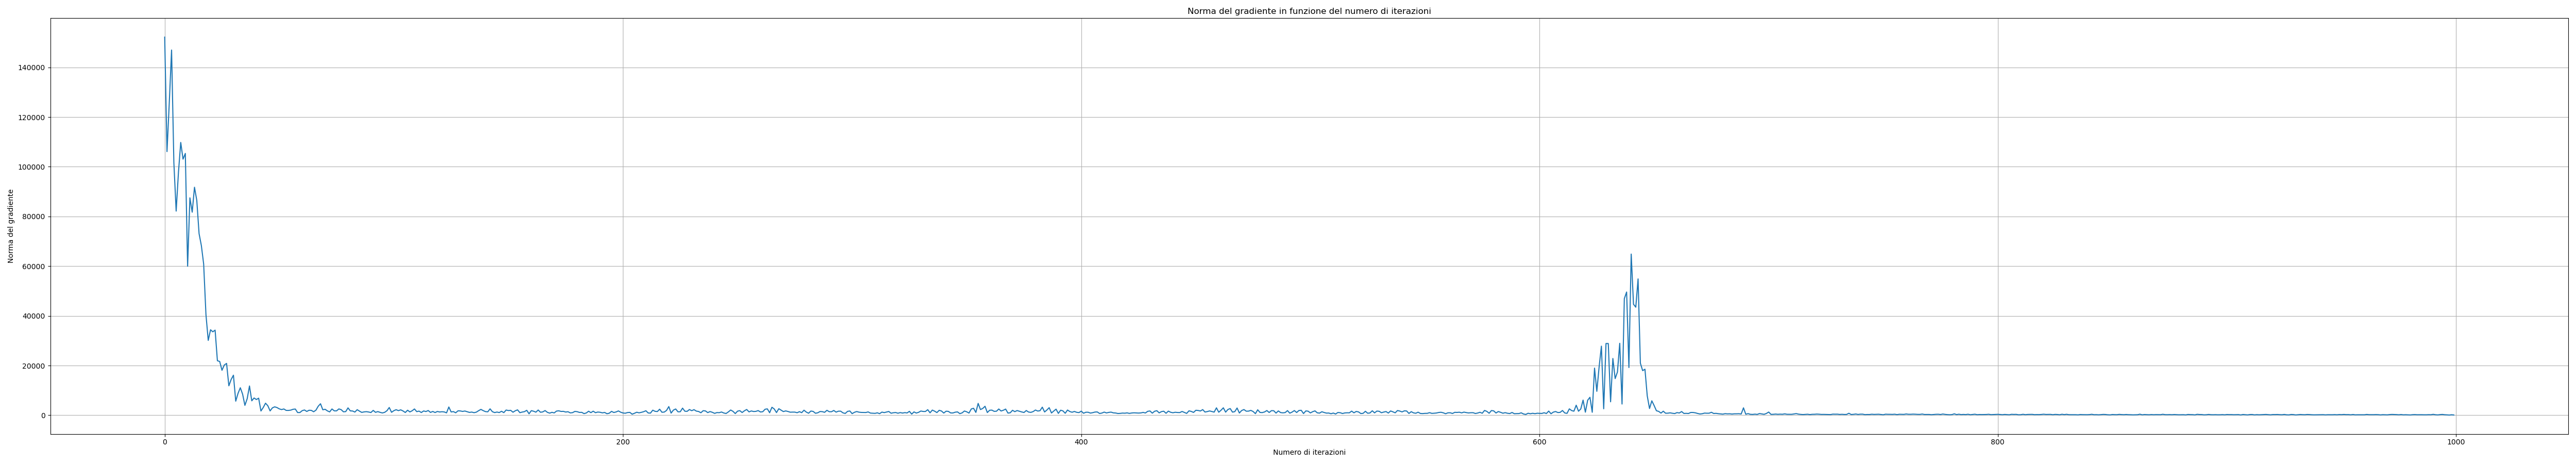 Norma del gradiente in funzione del numero di iterazioni
Norma del gradiente
140000
120000
100000
80000
60000
40000
20000
0
0 200 400 600 800 1000
Numero di iterazioni